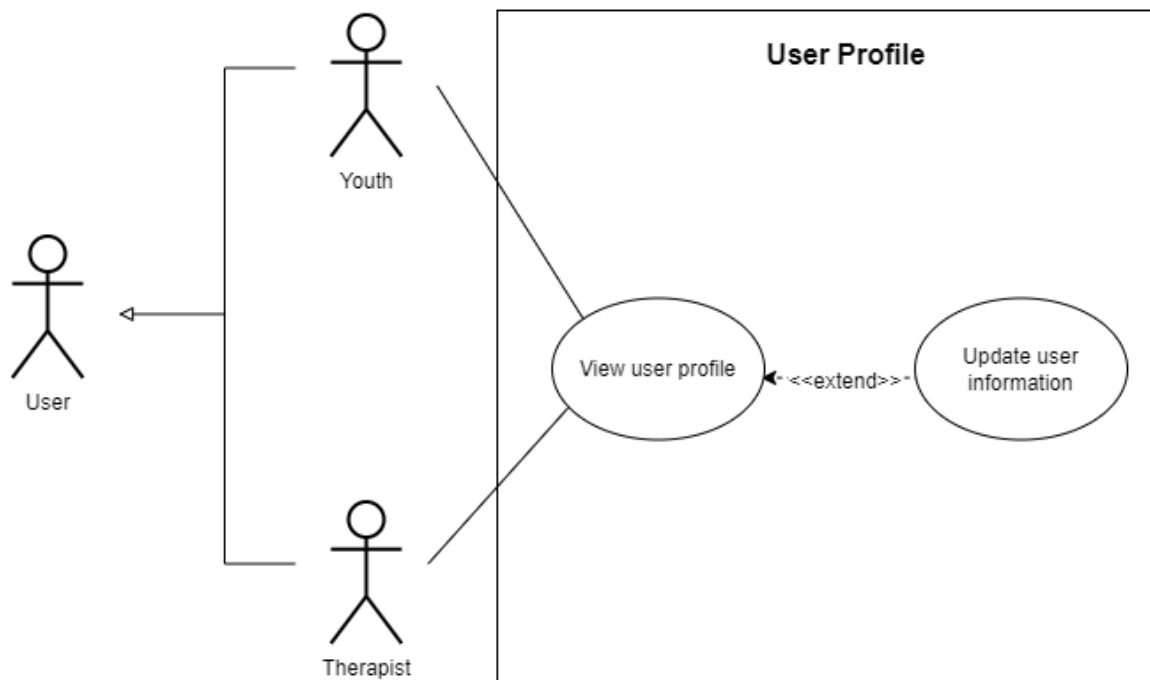 User Profile
Youth
User
View user profile
<<extend>>
Update user
information
Therapist